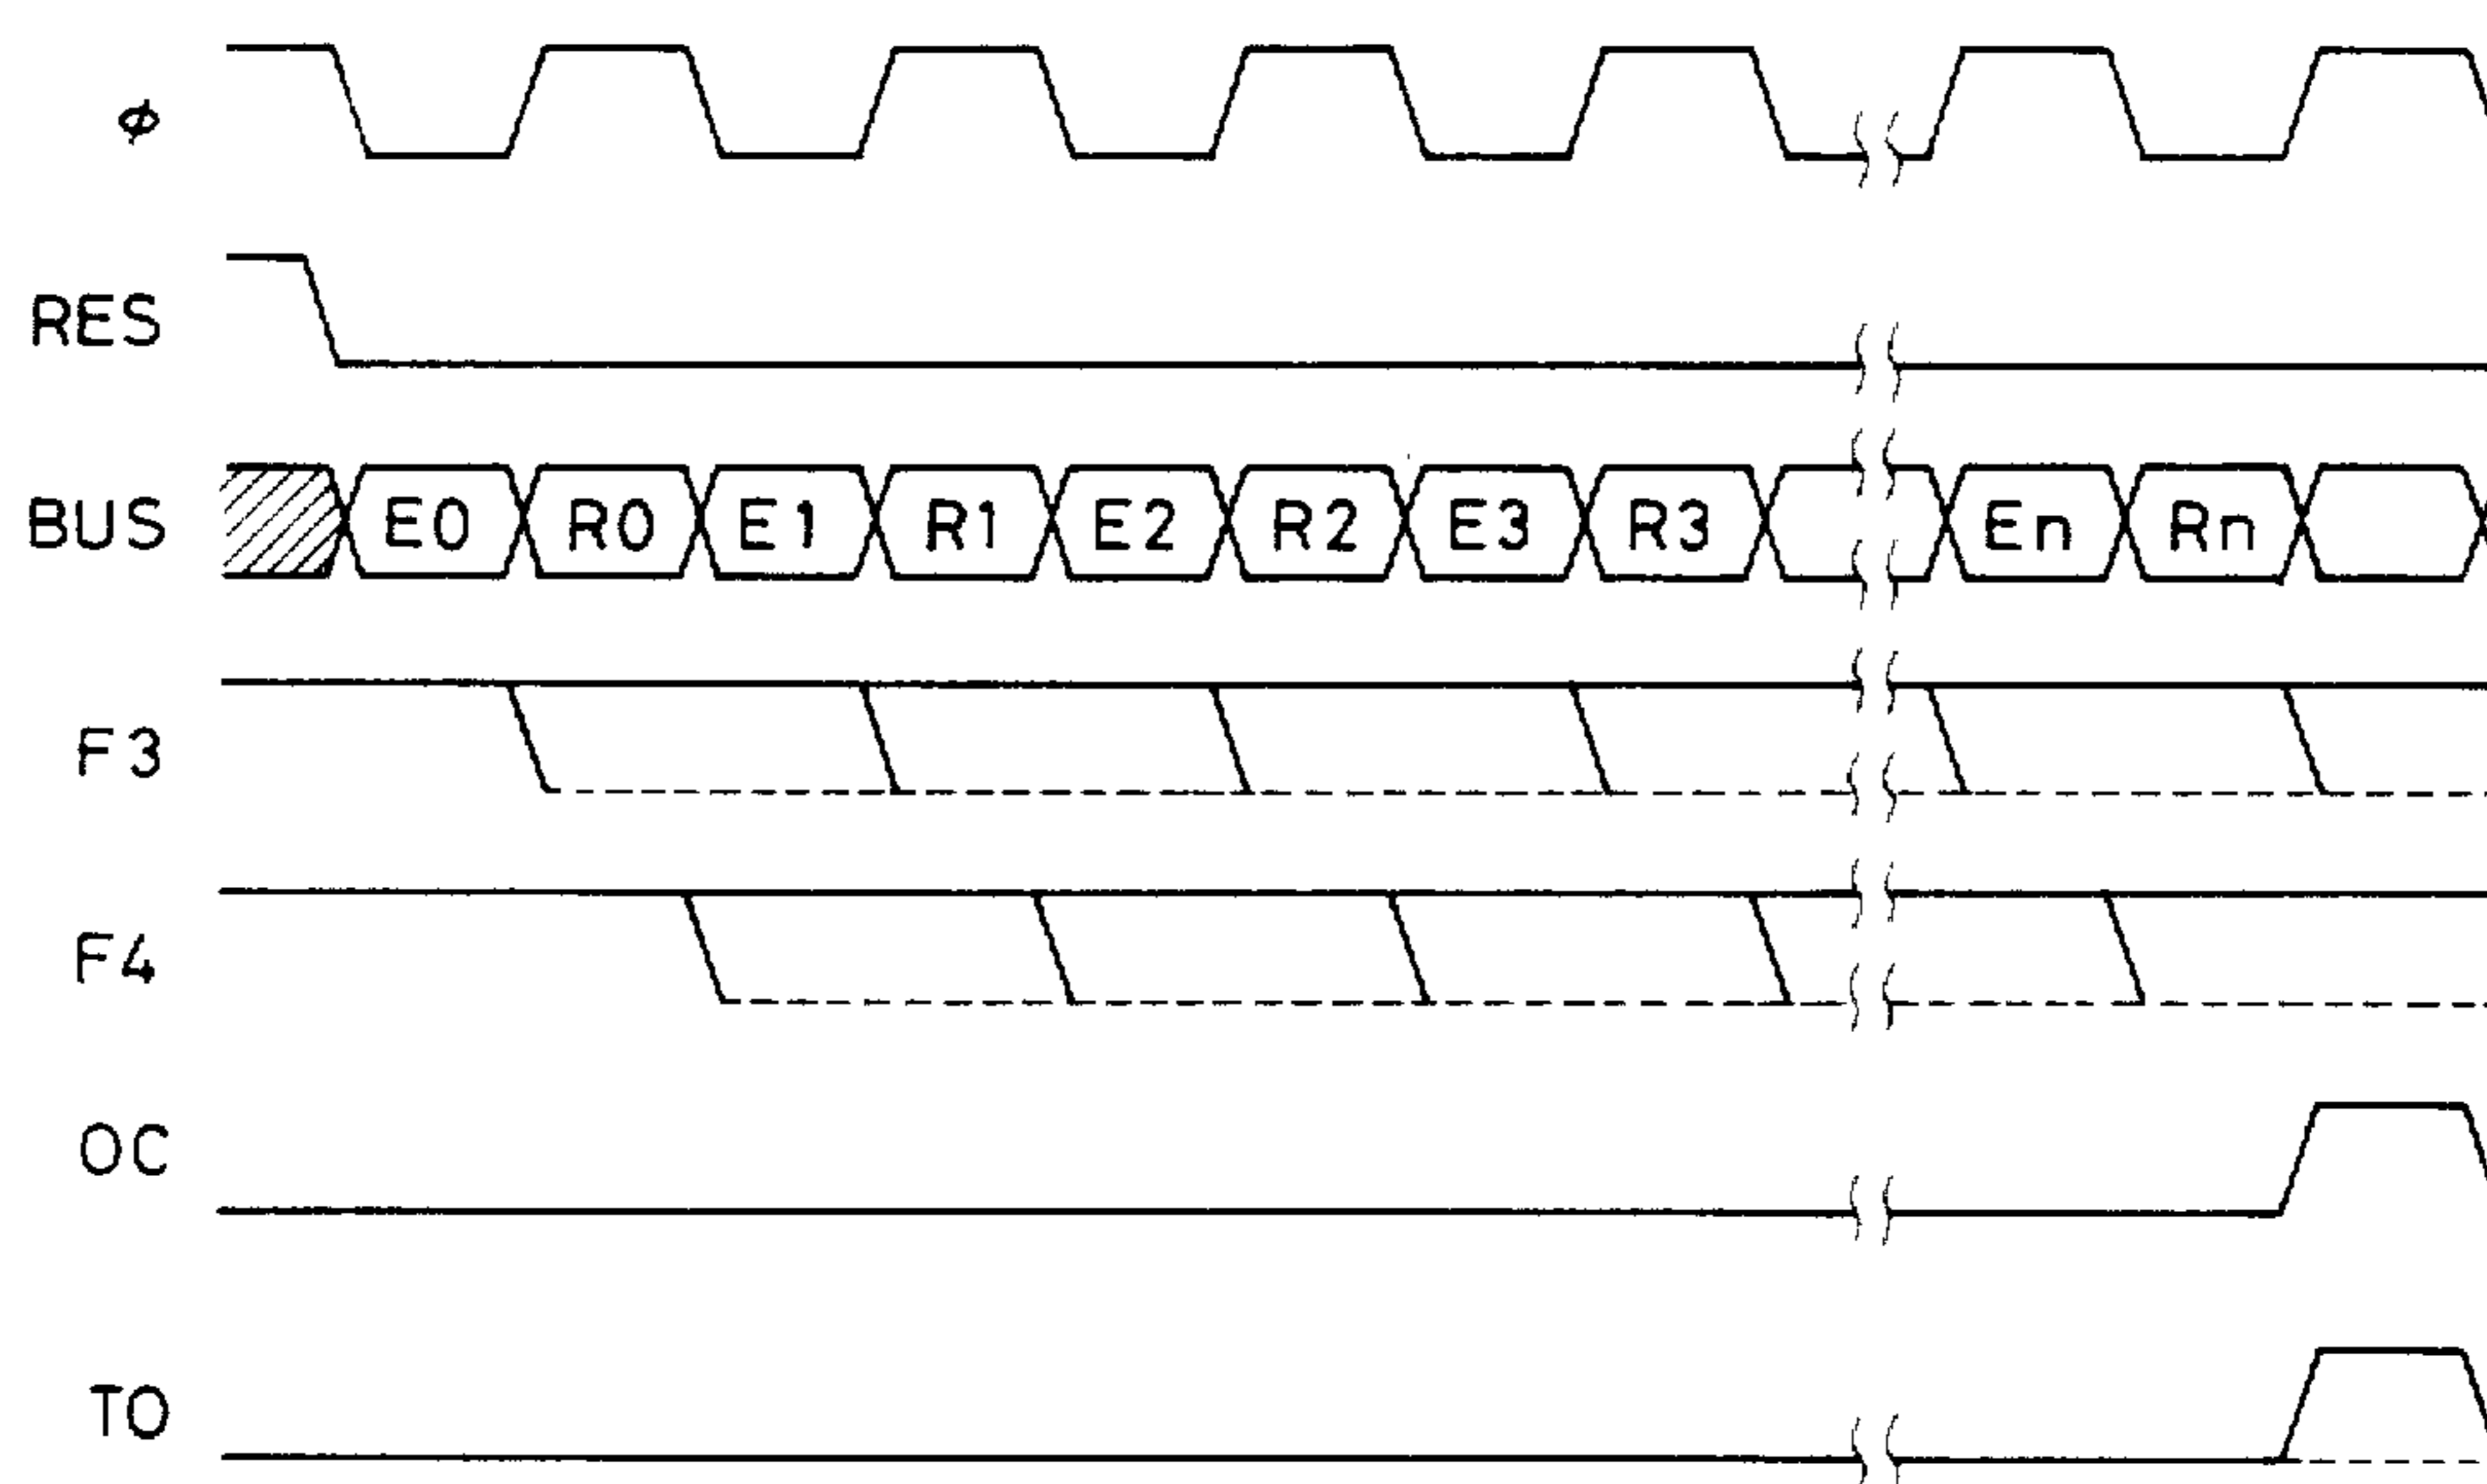 ϕ
RES
BUS E0 R0 E1 R1 E2 R2 E3 R3 En Rn
F3
F4
OC
TO